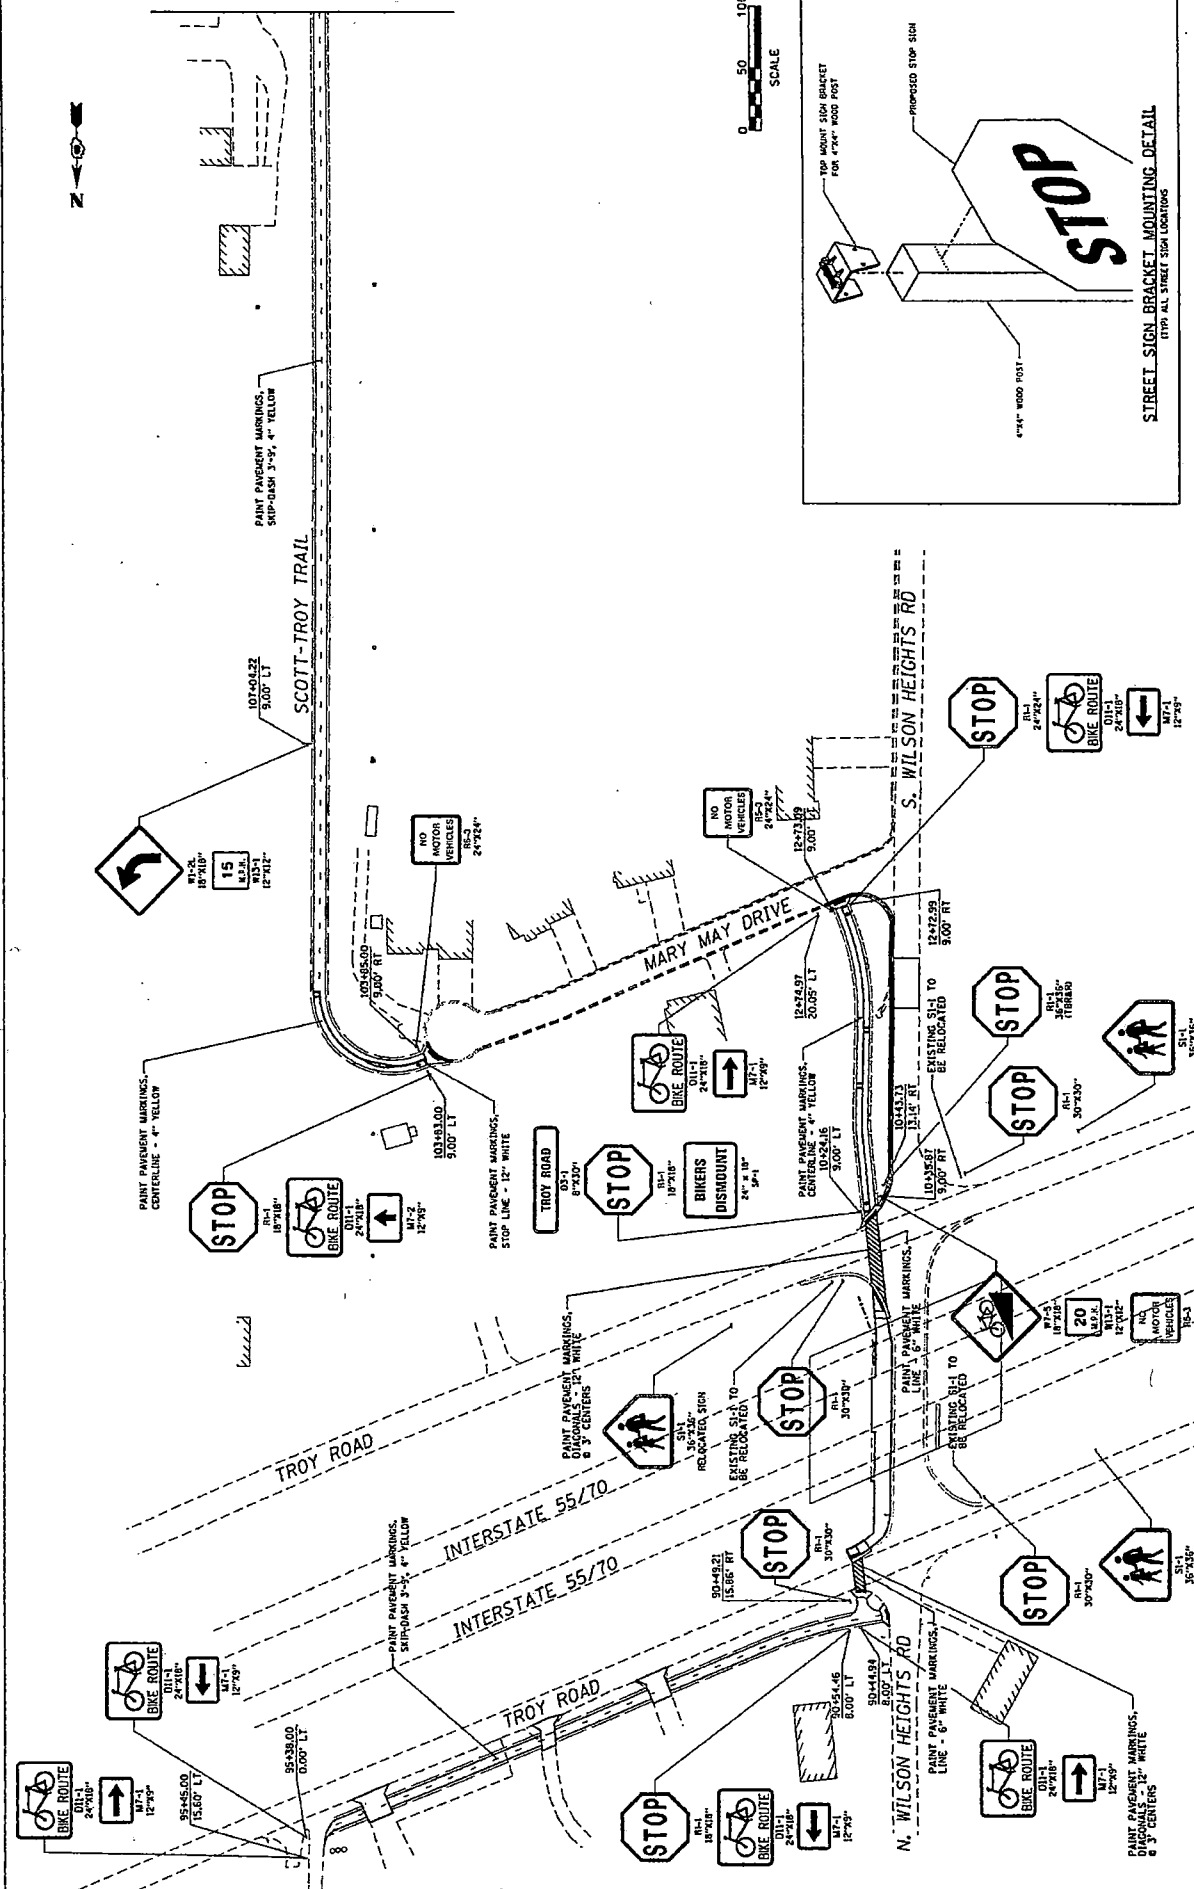 N
0 50
SCALE
TOP MOUNT SIGN BRACKET
FOR 4"X4" WOOD POST
PROPOSED STOP SIGN
STOP
4"X4" WOOD POST
STREET SIGN BRACKET MOUNTING DETAIL
(TYP) ALL STREET SIGN LOCATIONS
PAINT PAVEMENT MARKINGS,
SKIP-DASH 3'-9', 4" YELLOW
SCOTT-TROY TRAIL
107+04.22
9.00' LT
W1-2L
18"X18"
15
M.P.H.
W13-1
12"X12"
NO
MOTOR
VEHICLES
R5-3
24"X24"
103+85.00
9.00' RT
PAINT PAVEMENT MARKINGS,
CENTERLINE - 4" YELLOW
STOP
R1-1
18"X18"
BIKE ROUTE
D11-1
24"X18"
M7-2
12"X9"
103+83.00
9.00' LT
PAINT PAVEMENT MARKINGS,
STOP LINE - 12" WHITE
MARY MAY DRIVE
NO
MOTOR
VEHICLES
R5-3
24"X24"
12+73.09
9.00' LT
S. WILSON HEIGHTS RD
STOP
R1-1
24"X24"
BIKE ROUTE
D11-1
24"X18"
M7-1
12"X9"
12+72.99
9.00' RT
12+74.97
20.05' LT
BIKE ROUTE
D11-1
24"X18"
M7-1
12"X9"
TROY ROAD
D3-1
8"X30"
STOP
R1-1
18"X18"
BIKERS
DISMOUNT
24" X 18"
SP-1
PAINT PAVEMENT MARKINGS,
CENTERLINE - 4" YELLOW
10+24.16
9.00' LT
10+43.73
13.14' RT
10+35.87
9.00' RT
EXISTING S1-1 TO
BE RELOCATED
STOP
R1-1
36"X36"
STOP
R1-1
30"X30"
S1-1
36"X36"
PAINT PAVEMENT MARKINGS,
DIAGONALS - 12" WHITE
@ 3' CENTERS
S1-1
36"X36"
RELOCATED SIGN
EXISTING S1-1 TO
BE RELOCATED
STOP
R1-1
30"X30"
PAINT PAVEMENT MARKINGS,
LINE - 6" WHITE
W7-5
18"X18"
20
M.P.H.
W13-1
12"X12"
NO
MOTOR
VEHICLES
R5-3
EXISTING S1-1 TO
BE RELOCATED
STOP
R1-1
30"X30"
S1-1
36"X36"
TROY ROAD
INTERSTATE 55/70
INTERSTATE 55/70
PAINT PAVEMENT MARKINGS,
SKIP-DASH 3'-9', 4" YELLOW
TROY ROAD
90+49.21
15.86' RT
STOP
R1-1
30"X30"
90+54.46
8.00' LT
90+44.94
8.00' LT
N. WILSON HEIGHTS RD
PAINT PAVEMENT MARKINGS,
LINE - 6" WHITE
STOP
R1-1
18"X18"
BIKE ROUTE
D11-1
24"X18"
M7-1
12"X9"
BIKE ROUTE
D11-1
24"X18"
M7-1
12"X9"
PAINT PAVEMENT MARKINGS,
DIAGONALS - 12" WHITE
@ 3' CENTERS
BIKE ROUTE
D11-1
24"X18"
M7-1
12"X9"
95+38.00
0.00' LT
BIKE ROUTE
D11-1
24"X18"
M7-1
12"X9"
95+45.00
15.60' LT